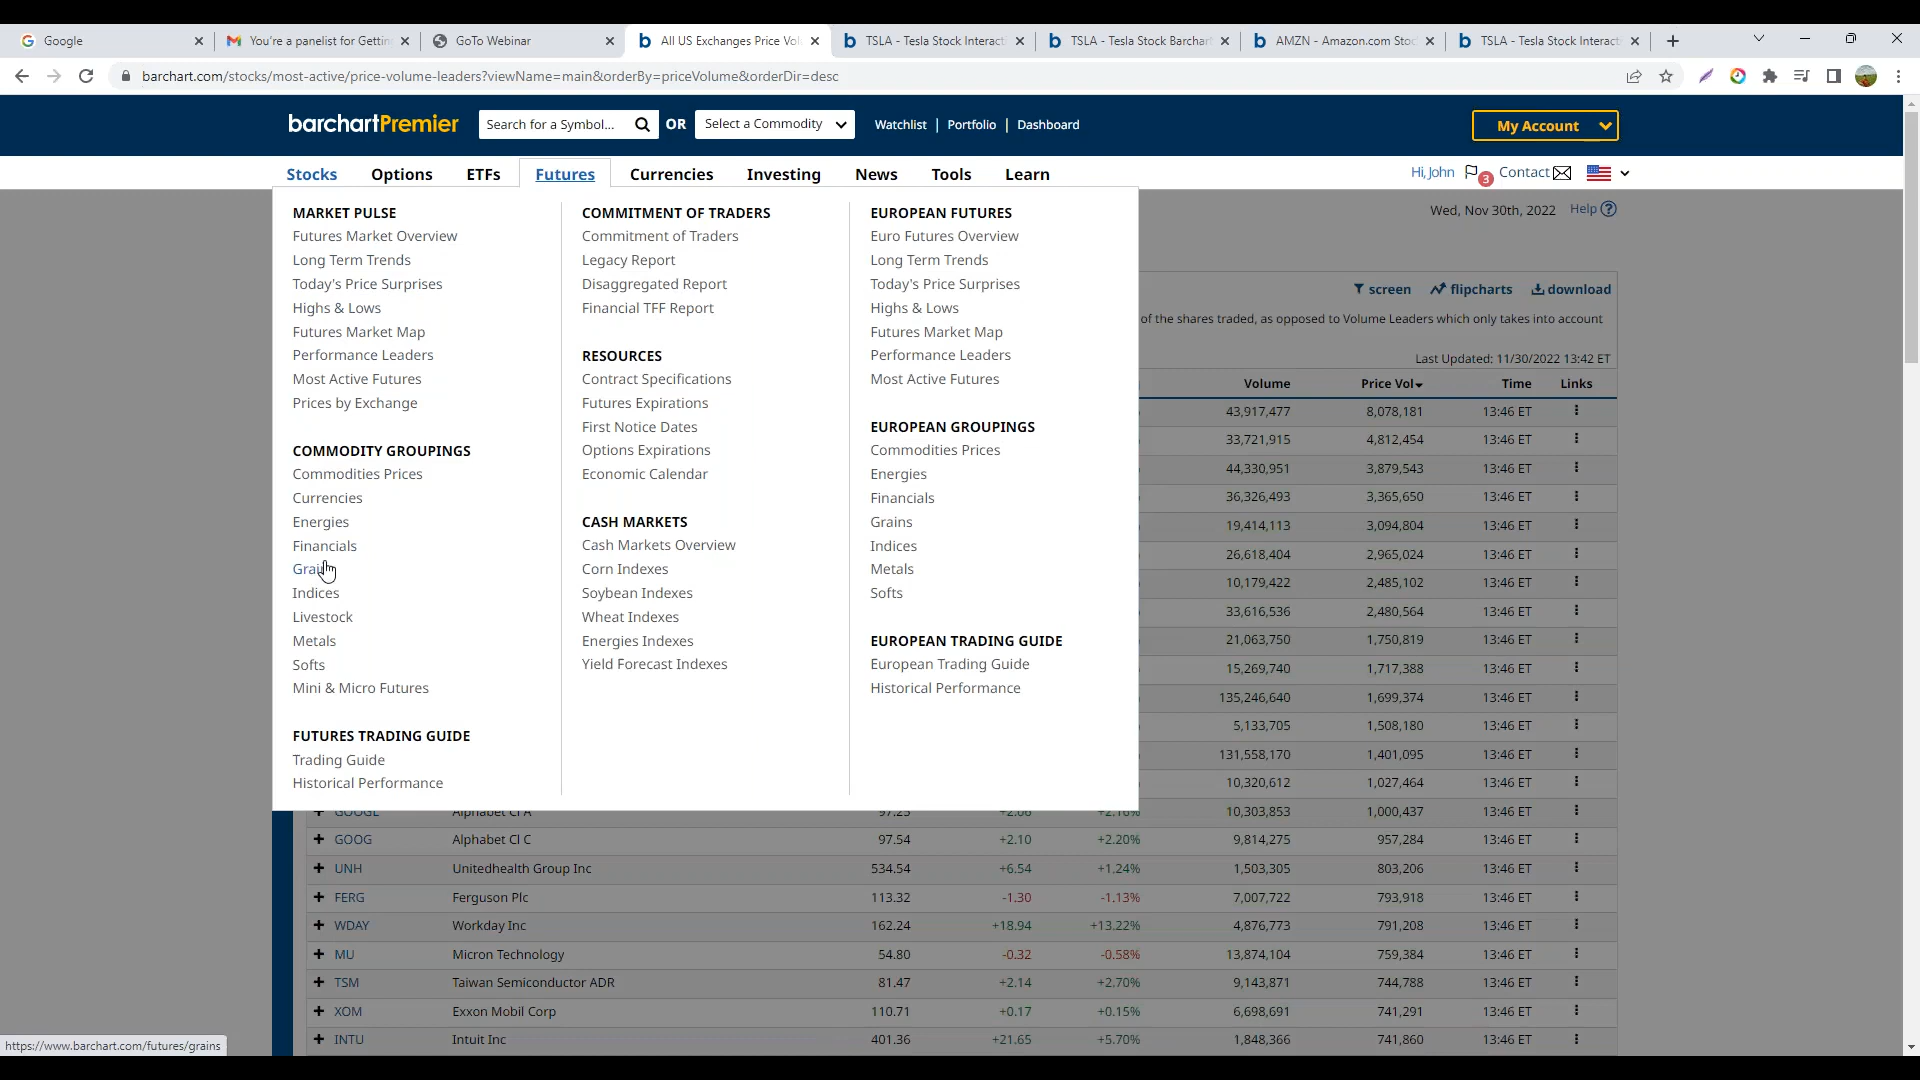 Google
You're a panelist for Gettin
GoTo Webinar
All US Exchanges Price Vol
TSLA - Tesla Stock Interacti
TSLA - Tesla Stock Barchart
AMZN - Amazon.com Stoc
TSLA - Tesla Stock Interacti
barchart.com/stocks/most-active/price-volume-leaders?viewName=main&orderBy=priceVolume&orderDir=desc
barchartPremier
Search for a Symbol...
OR
Select a Commodity
Watchlist | Portfolio | Dashboard
My Account
Stocks Options ETFs Futures Currencies Investing News Tools Learn
Hi, John
3
Contact
Wed, Nov 30th, 2022 Help ?
MARKET PULSE
Futures Market Overview
Long Term Trends
Today's Price Surprises
Highs & Lows
Futures Market Map
Performance Leaders
Most Active Futures
Prices by Exchange
COMMODITY GROUPINGS
Commodities Prices
Currencies
Energies
Financials
Indices
Livestock
Metals
Softs
Mini & Micro Futures
FUTURES TRADING GUIDE
Trading Guide
Historical Performance
COMMITMENT OF TRADERS
Commitment of Traders
Legacy Report
Disaggregated Report
Financial TFF Report
RESOURCES
Contract Specifications
Futures Expirations
First Notice Dates
Options Expirations
Economic Calendar
CASH MARKETS
Cash Markets Overview
Corn Indexes
Soybean Indexes
Wheat Indexes
Energies Indexes
Yield Forecast Indexes
EUROPEAN FUTURES
Euro Futures Overview
Long Term Trends
Today's Price Surprises
Highs & Lows
Futures Market Map
Performance Leaders
Most Active Futures
EUROPEAN GROUPINGS
Commodities Prices
Energies
Financials
Grains
Indices
Metals
Softs
EUROPEAN TRADING GUIDE
European Trading Guide
Historical Performance
screen flipcharts download
of the shares traded, as opposed to Volume Leaders which only takes into account
Last Updated: 11/30/2022 13:42 ET
Volume Price Vol Time Links
43,917,477 8,078,181 13:46 ET
33,721,915 4,812,454 13:46 ET
44,330,951 3,879,543 13:46 ET
36,326,493 3,365,650 13:46 ET
19,414,113 3,094,804 13:46 ET
26,618,404 2,965,024 13:46 ET
10,179,422 2,485,102 13:46 ET
33,616,536 2,480,564 13:46 ET
21,063,750 1,750,819 13:46 ET
15,269,740 1,717,388 13:46 ET
135,246,640 1,699,374 13:46 ET
5,133,705 1,508,180 13:46 ET
131,558,170 1,401,095 13:46 ET
10,320,612 1,027,464 13:46 ET
GOOGL Alphabet Cl A 97.25 +2.06 +2.16% 10,303,853 1,000,437 13:46 ET
GOOG Alphabet Cl C 97.54 +2.10 +2.20% 9,814,275 957,284 13:46 ET
UNH Unitedhealth Group Inc 534.54 +6.54 +1.24% 1,503,305 803,206 13:46 ET
FERG Ferguson Plc 113.32 -1.30 -1.13% 7,007,722 793,918 13:46 ET
WDAY Workday Inc 162.24 +18.94 +13.22% 4,876,773 791,208 13:46 ET
MU Micron Technology 54.80 -0.32 -0.58% 13,874,104 759,384 13:46 ET
TSM Taiwan Semiconductor ADR 81.47 +2.14 +2.70% 9,143,871 744,788 13:46 ET
XOM Exxon Mobil Corp 110.71 +0.17 +0.15% 6,698,691 741,291 13:46 ET
INTU Intuit Inc 401.36 +21.65 +5.70% 1,848,366 741,860 13:46 ET
https://www.barchart.com/futures/grains